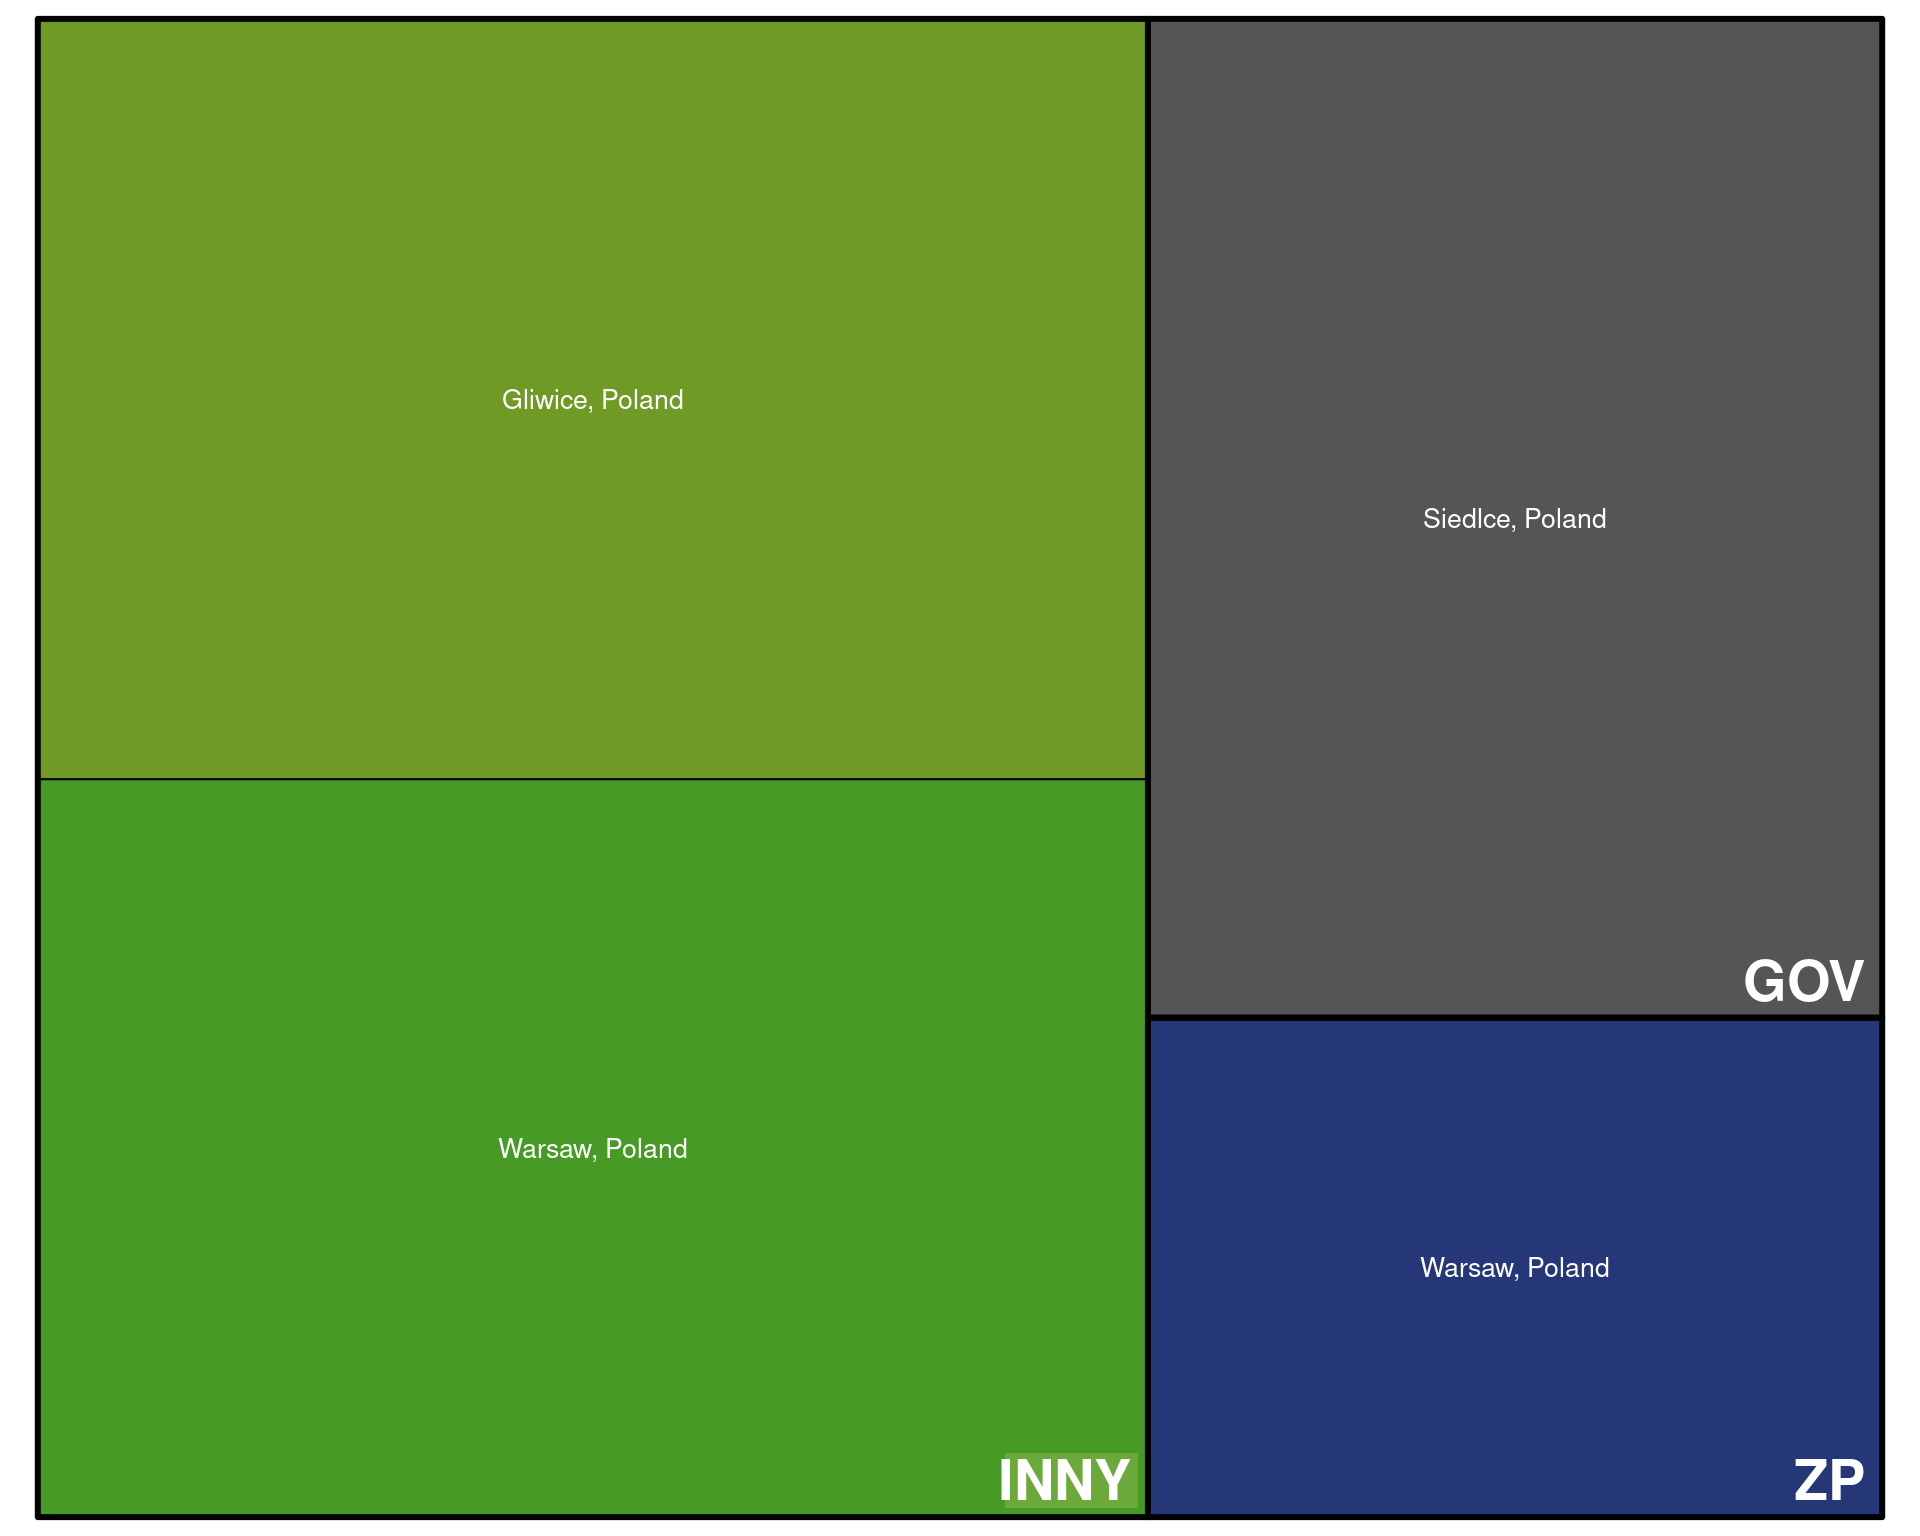 Gliwice, Poland
Siedlce, Poland
GOV
Warsaw, Poland
INNY
Warsaw, Poland
ZP